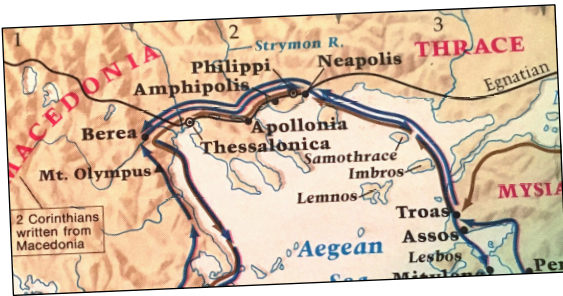 1
2
3
Strymon R.
THRACE
Philippi
Neapolis
Amphipolis
Egnatian
MACEDONIA
Berea
Apollonia
Thessalonica
Samothrace
Imbros
Mt. Olympus
Lemnos
MYSIA
Troas
2 Corinthians
written from
Macedonia
Assos
Aegean
Lesbos